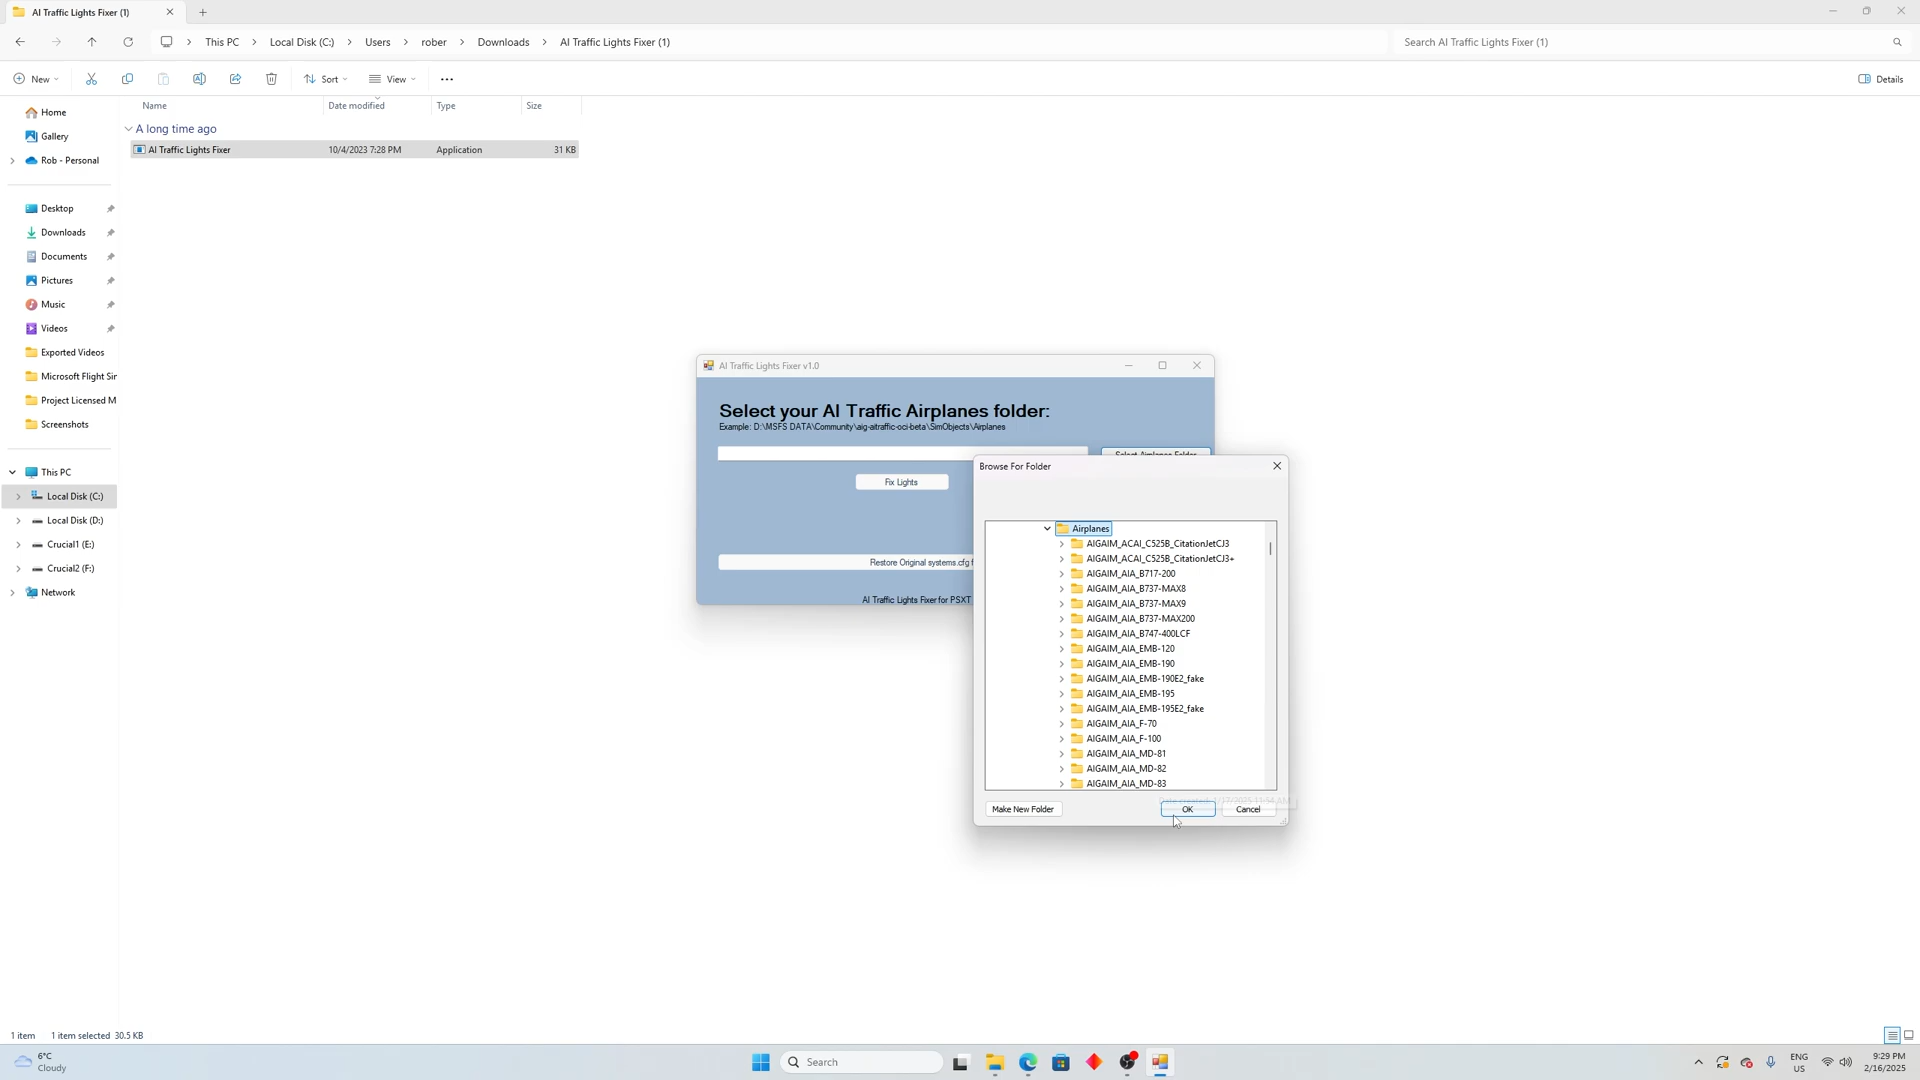 AI Traffic Lights Fixer (1)
This PC
Local Disk (C:)
Users
rober
Downloads
AI Traffic Lights Fixer (1)
Search AI Traffic Lights Fixer (1)
New
Sort
View
Details
Name
Date modified
Type
Size
A long time ago
AI Traffic Lights Fixer
10/4/2023 7:28 PM
Application
31 KB
Home
Gallery
Rob - Personal
Desktop
Downloads
Documents
Pictures
Music
Videos
Exported Videos
Microsoft Flight Sir
Project Licensed M
Screenshots
This PC
Local Disk (C:)
Local Disk (D:)
Crucial1 (E:)
Crucial2 (F:)
Network
AI Traffic Lights Fixer v1.0
Select your AI Traffic Airplanes folder:
Example: D:\MSFS DATA\Community\aig-aitraffic-oci-beta\SimObjects\Airplanes
Select Airplanes Folder
Fix Lights
Restore Original systems.cfg f
AI Traffic Lights Fixer for PSXT
Browse For Folder
Airplanes
AIGAIM_ACAI_C525B_CitationJetCJ3
AIGAIM_ACAI_C525B_CitationJetCJ3+
AIGAIM_AIA_B717-200
AIGAIM_AIA_B737-MAX8
AIGAIM_AIA_B737-MAX9
AIGAIM_AIA_B737-MAX200
AIGAIM_AIA_B747-400LCF
AIGAIM_AIA_EMB-120
AIGAIM_AIA_EMB-190
AIGAIM_AIA_EMB-190E2_fake
AIGAIM_AIA_EMB-195
AIGAIM_AIA_EMB-195E2_fake
AIGAIM_AIA_F-70
AIGAIM_AIA_F-100
AIGAIM_AIA_MD-81
AIGAIM_AIA_MD-82
AIGAIM_AIA_MD-83
Make New Folder
OK
Cancel
1 item
1 item selected 30.5 KB
6°C
Cloudy
Search
ENG
US
9:29 PM
2/16/2025